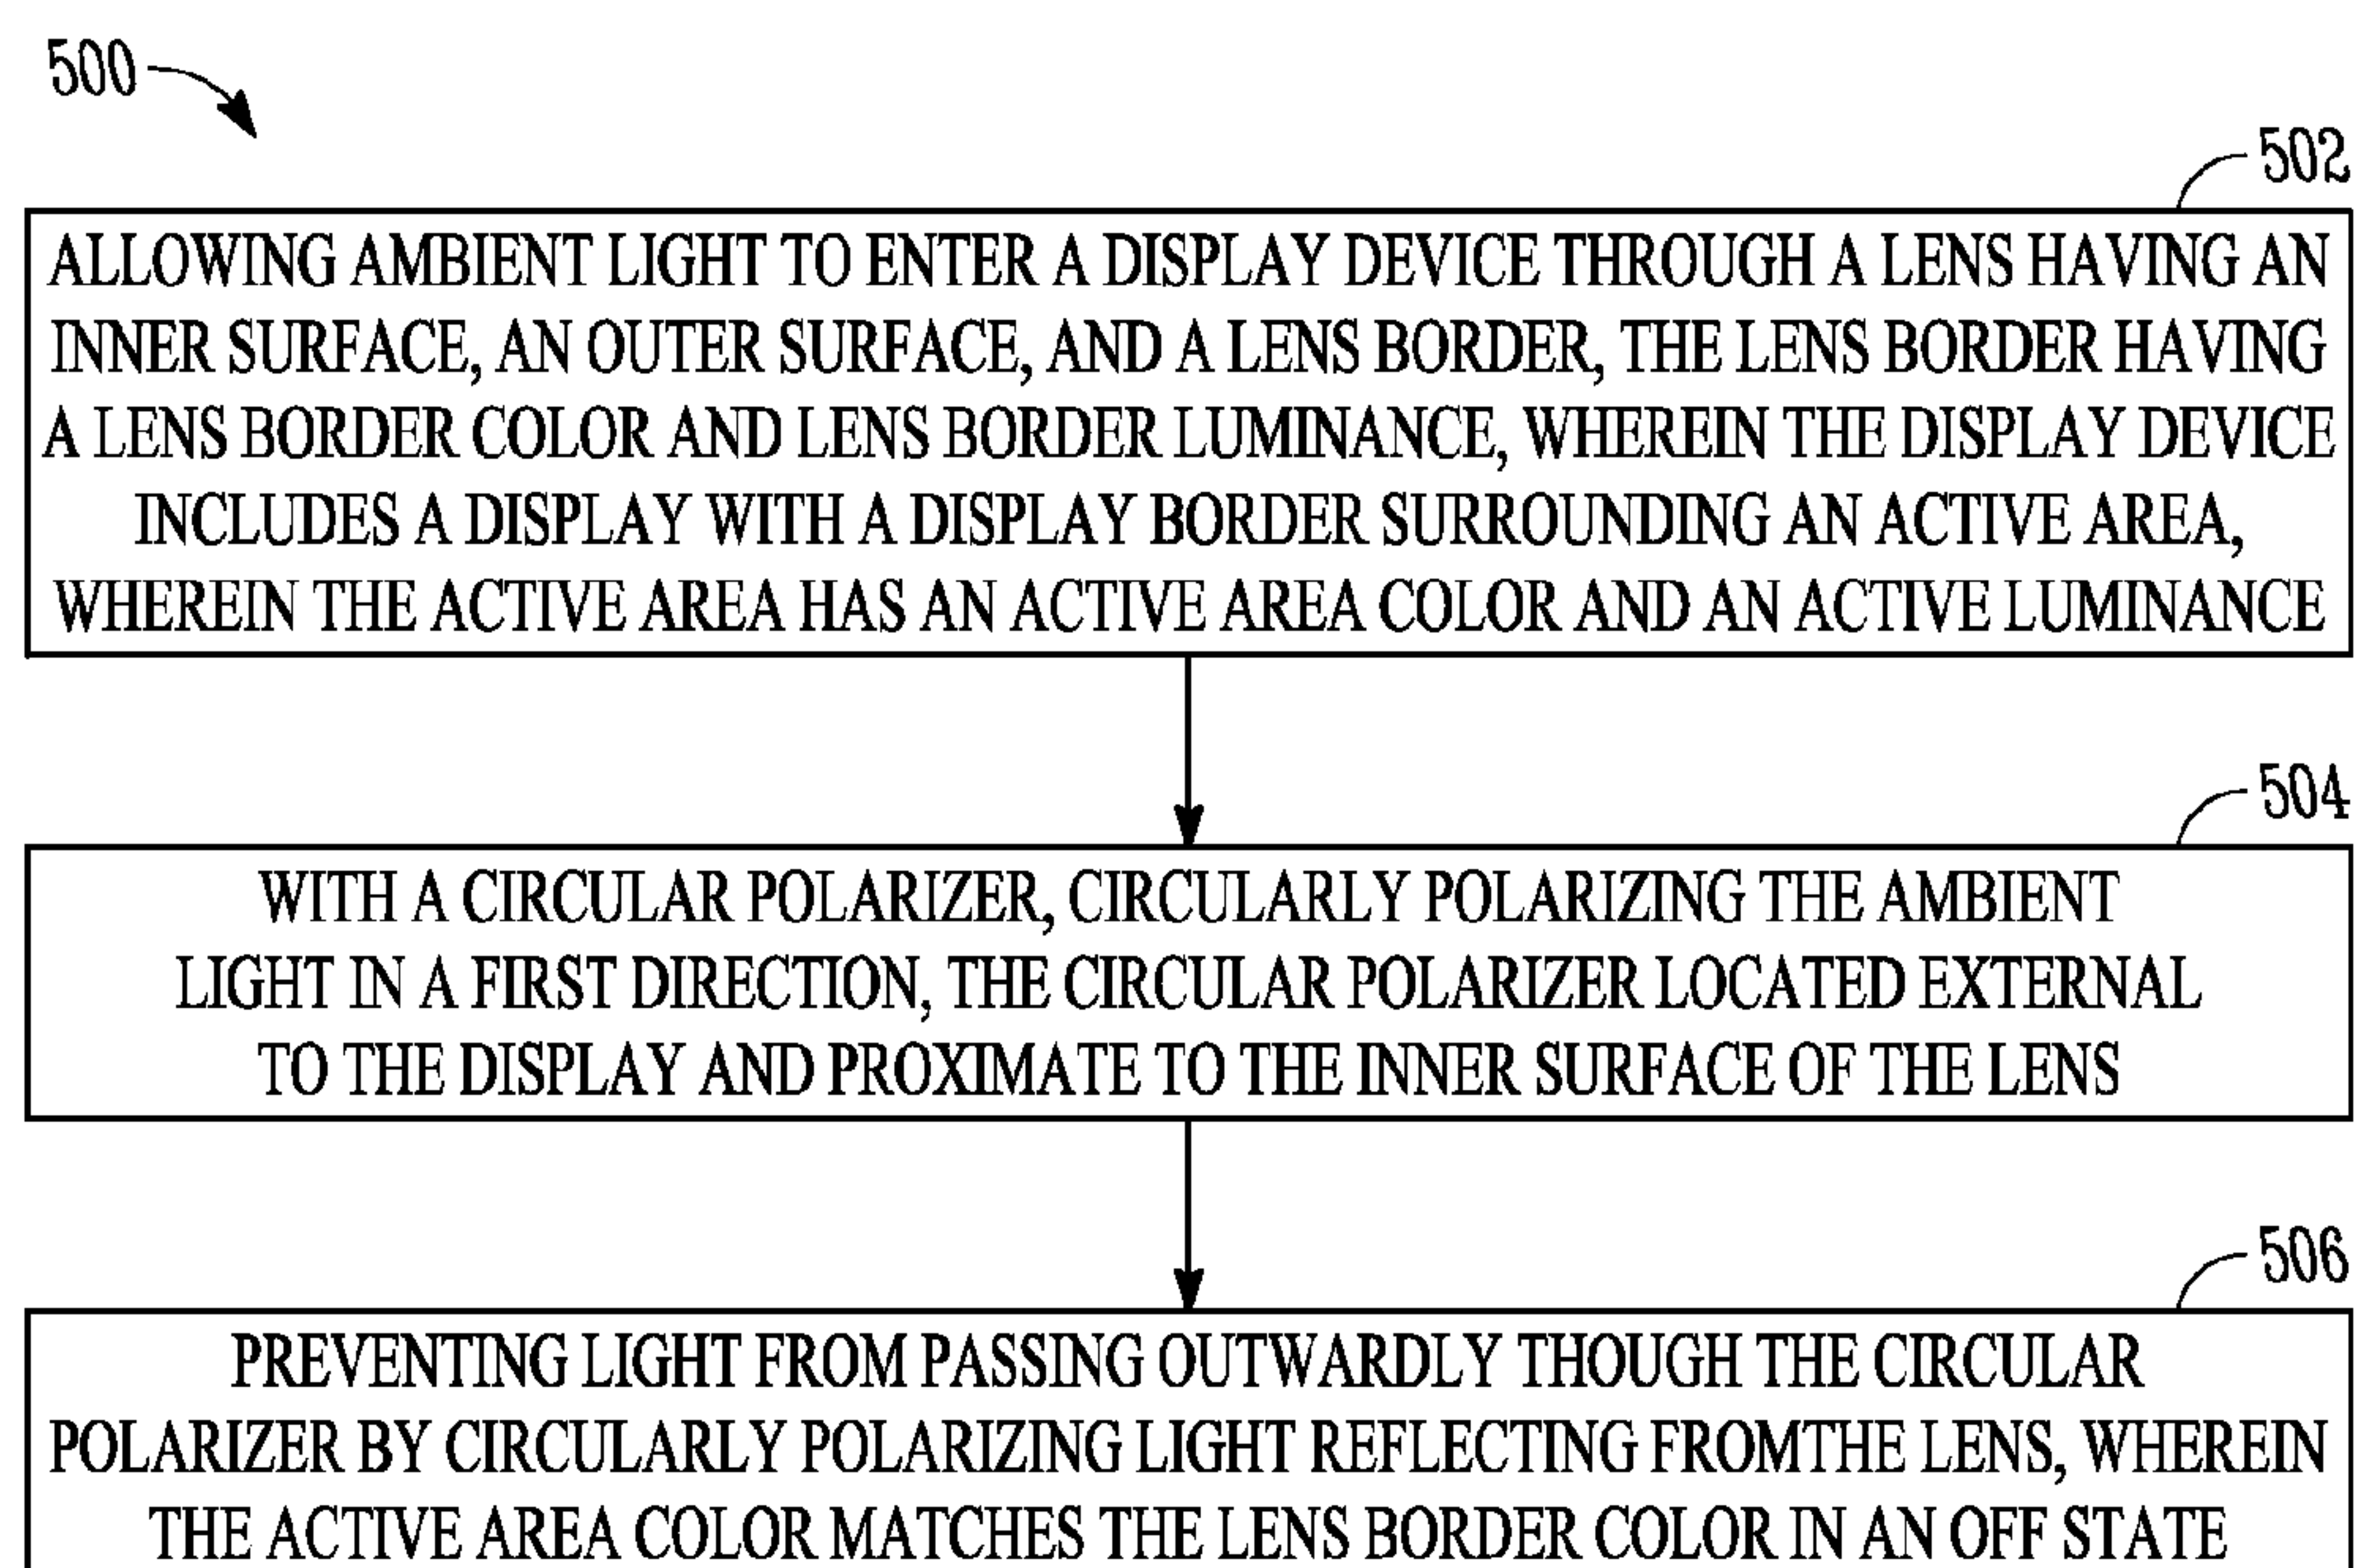 500
502
ALLOWING AMBIENT LIGHT TO ENTER A DISPLAY DEVICE THROUGH A LENS HAVING AN
INNER SURFACE, AN OUTER SURFACE, AND A LENS BORDER, THE LENS BORDER HAVING
A LENS BORDER COLOR AND LENS BORDER LUMINANCE, WHEREIN THE DISPLAY DEVICE
INCLUDES A DISPLAY WITH A DISPLAY BORDER SURROUNDING AN ACTIVE AREA,
WHEREIN THE ACTIVE AREA HAS AN ACTIVE AREA COLOR AND AN ACTIVE LUMINANCE
504
WITH A CIRCULAR POLARIZER, CIRCULARLY POLARIZING THE AMBIENT
LIGHT IN A FIRST DIRECTION, THE CIRCULAR POLARIZER LOCATED EXTERNAL
TO THE DISPLAY AND PROXIMATE TO THE INNER SURFACE OF THE LENS
506
PREVENTING LIGHT FROM PASSING OUTWARDLY THOUGH THE CIRCULAR
POLARIZER BY CIRCULARLY POLARIZING LIGHT REFLECTING FROMTHE LENS, WHEREIN
THE ACTIVE AREA COLOR MATCHES THE LENS BORDER COLOR IN AN OFF STATE